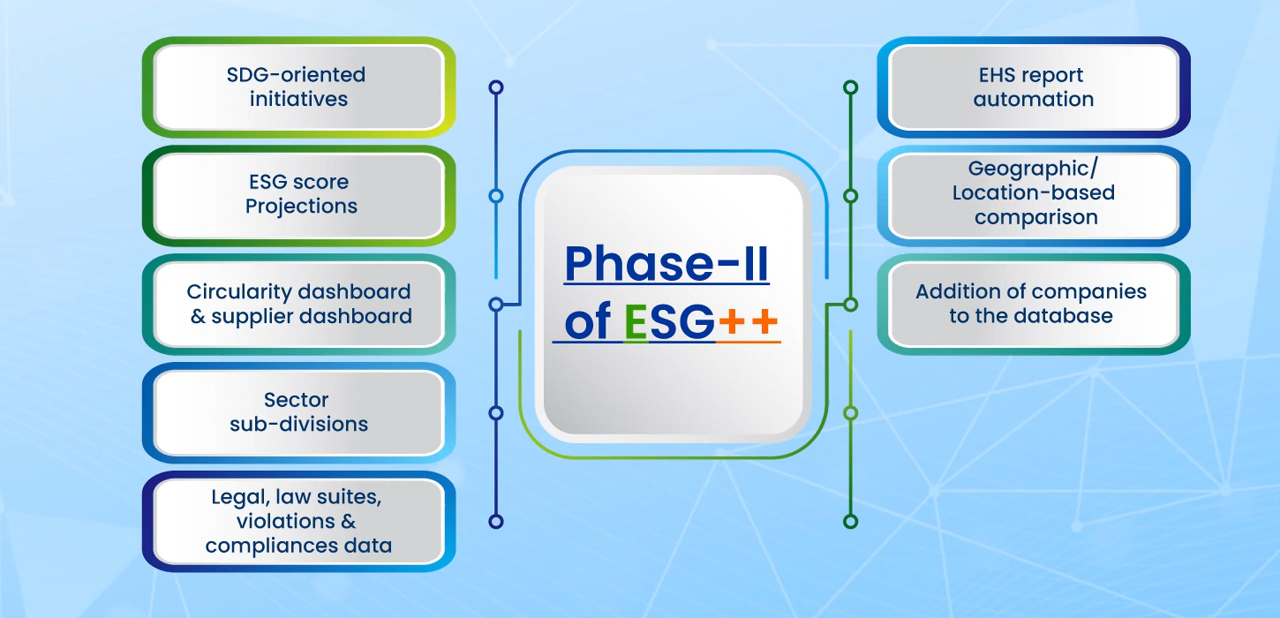 SDG-oriented
initiatives
ESG score
Projections
Circularity dashboard
& supplier dashboard
Sector
sub-divisions
Legal, law suites,
violations &
compliances data
Phase-II
of ESG++
EHS report
automation
Geographic/
Location-based
comparison
Addition of companies
to the database